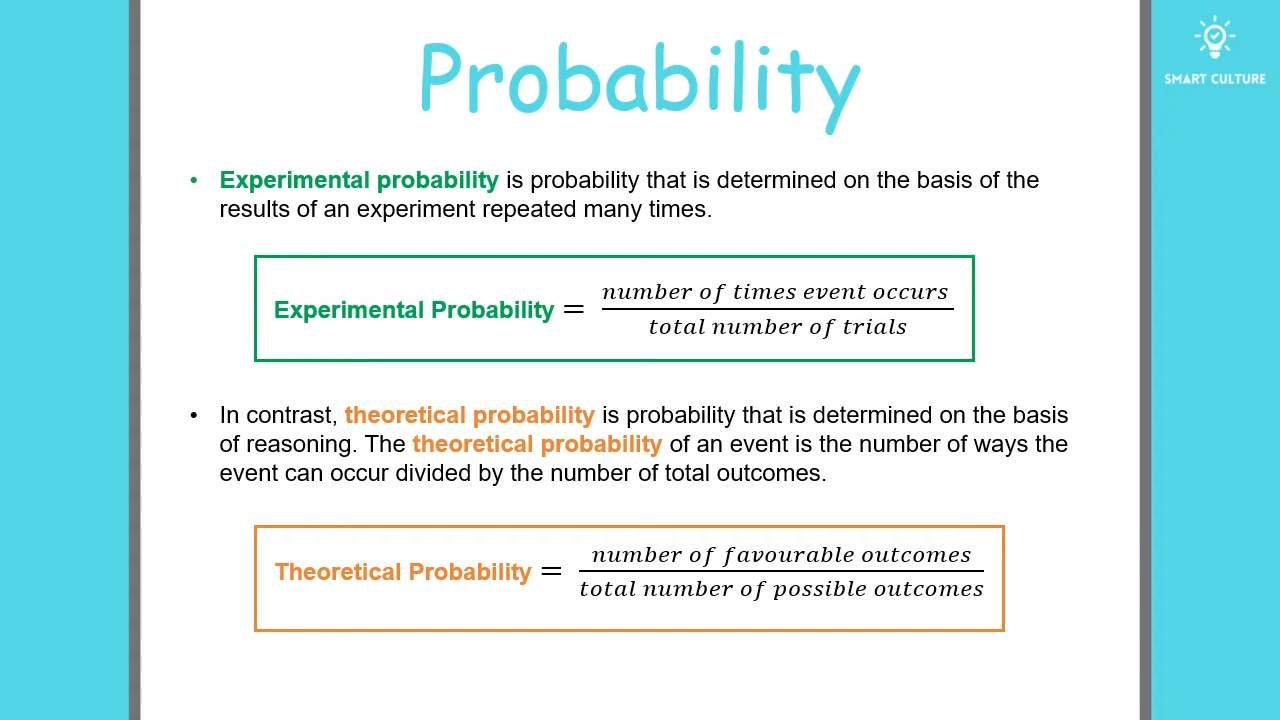 Probability
SMART CULTURE
• Experimental probability is probability that is determined on the basis of the
results of an experiment repeated many times.
Experimental Probability = number of times event occurs / total number of trials
• In contrast, theoretical probability is probability that is determined on the basis
of reasoning. The theoretical probability of an event is the number of ways the
event can occur divided by the number of total outcomes.
Theoretical Probability = number of favourable outcomes / total number of possible outcomes